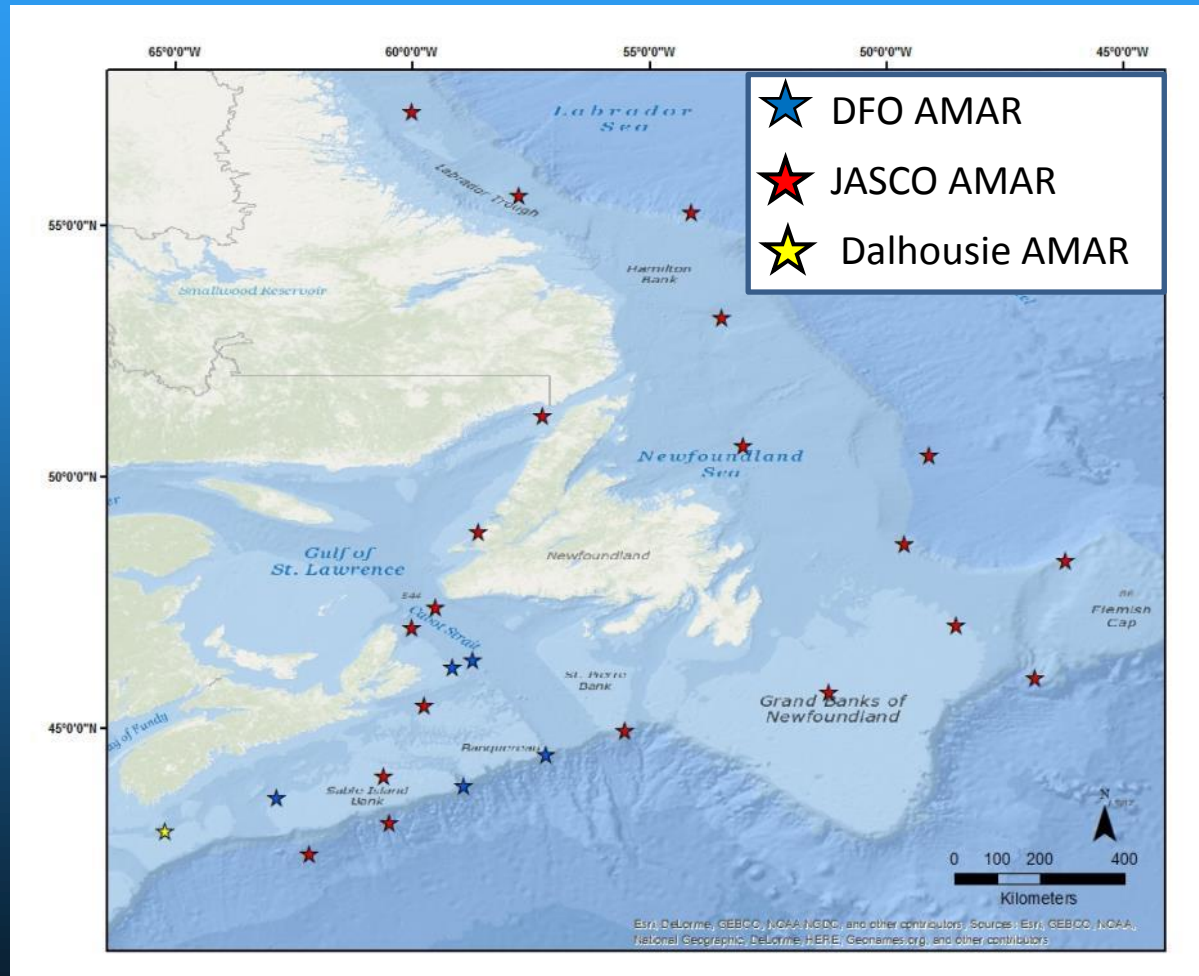 65°0'0"W 60°0'0"W 55°0'0"W 50°0'0"W 45°0'0"W
DFO AMAR
JASCO AMAR
Dalhousie AMAR
Labrador
Sea
Labrador Trough
55°0'0"N
Hamilton
Bank
Smallwood Reservoir
Newfoundland
Sea
50°0'0"N
Gulf of
St. Lawrence
Newfoundland
544
Cabot Strait
Flemish
Cap
St. Pierre
Bank
Grand Banks of
Newfoundland
45°0'0"N
ay of Fundy
Banquereau
Sable Island
Bank
N
0 100 200 400
Kilometers
Esri, DeLorme, GEBCO, NOAA NGDC, and other contributors, Sources: Esri, GEBCO, NOAA,
National Geographic, DeLorme, HERE, Geonames.org, and other contributors